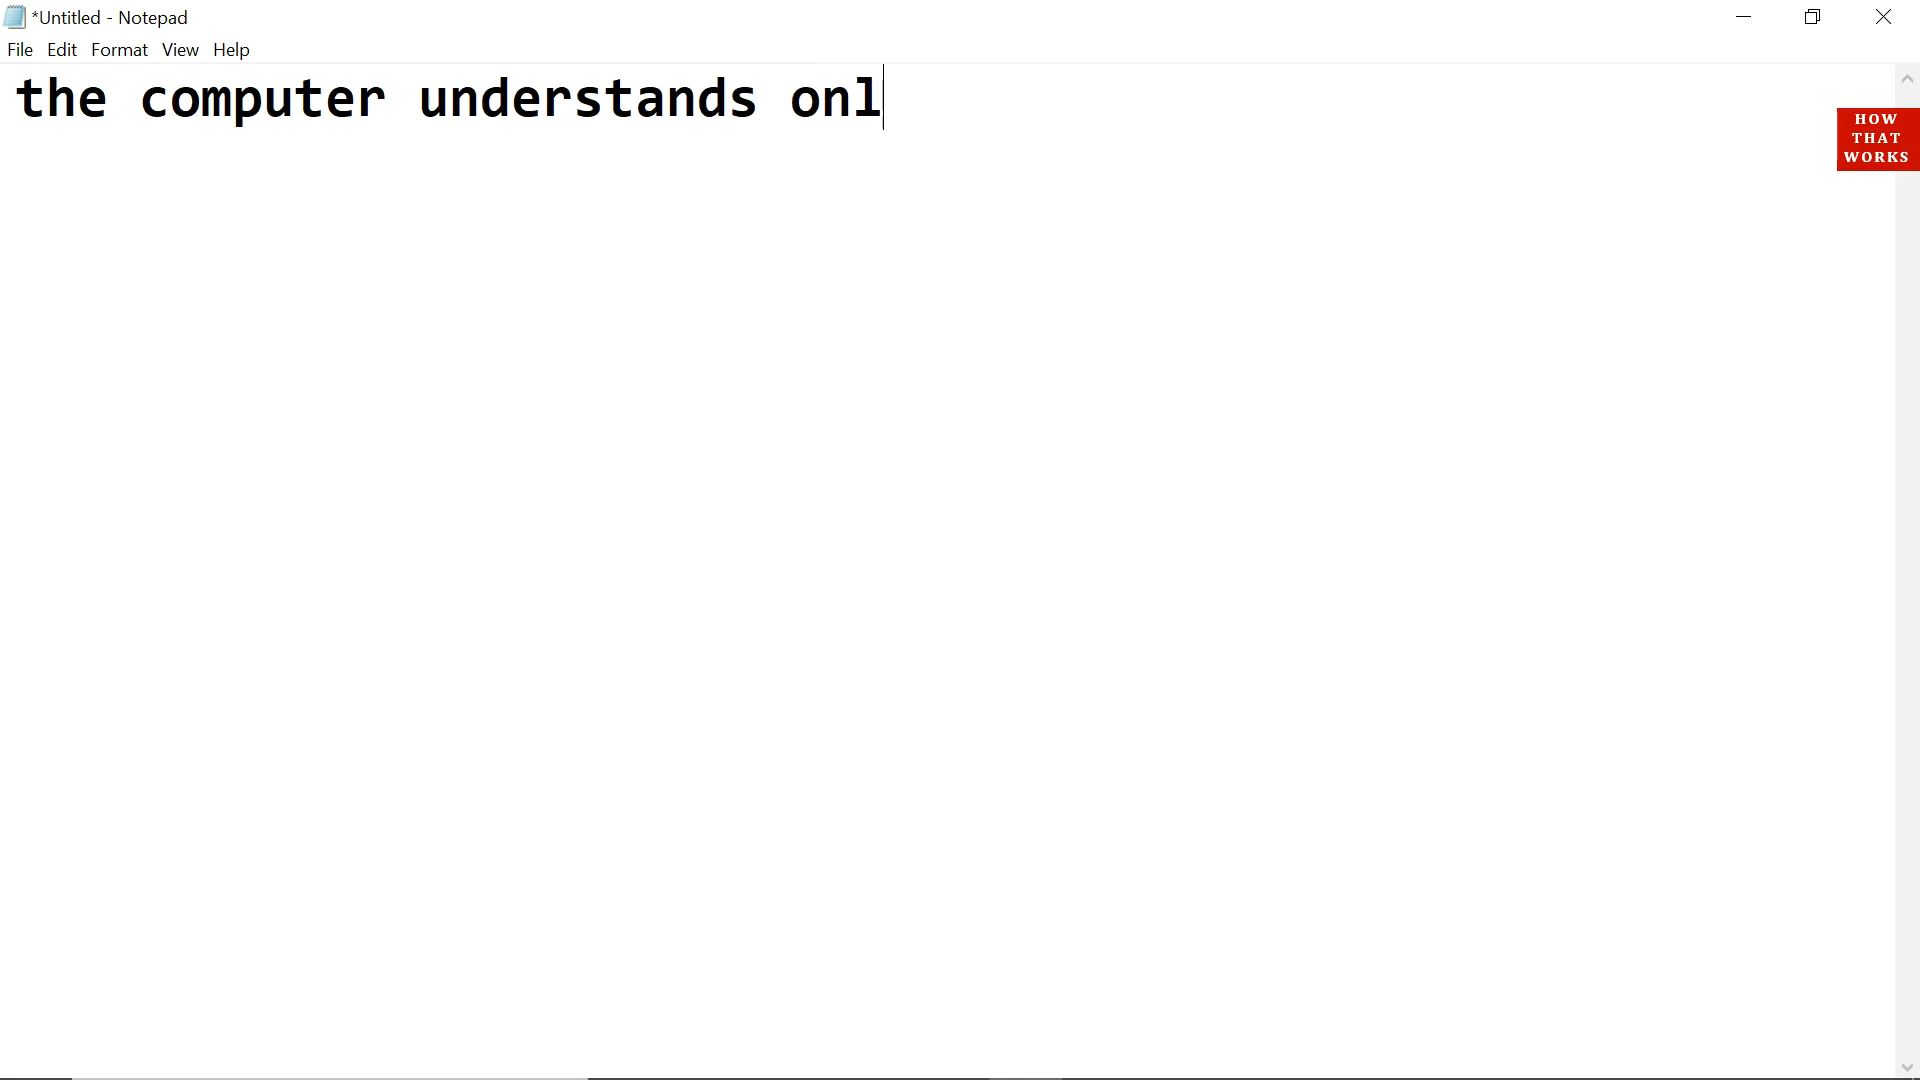 *Untitled - Notepad
File Edit Format View Help
the computer understands onl
HOW
THAT
WORKS